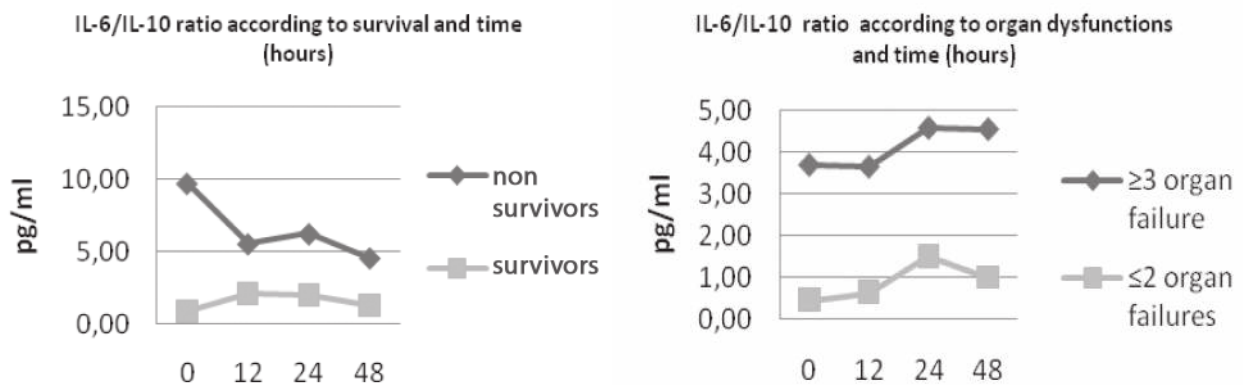 IL-6/IL-10 ratio according to survival and time
(hours)
15,00
10,00
5,00
0,00
pg/ml
0 12 24 48
non
survivors
survivors
IL-6/IL-10 ratio according to organ dysfunctions
and time (hours)
5,00
4,00
3,00
2,00
1,00
0,00
pg/ml
0 12 24 48
≥3 organ
failure
≤2 organ
failures